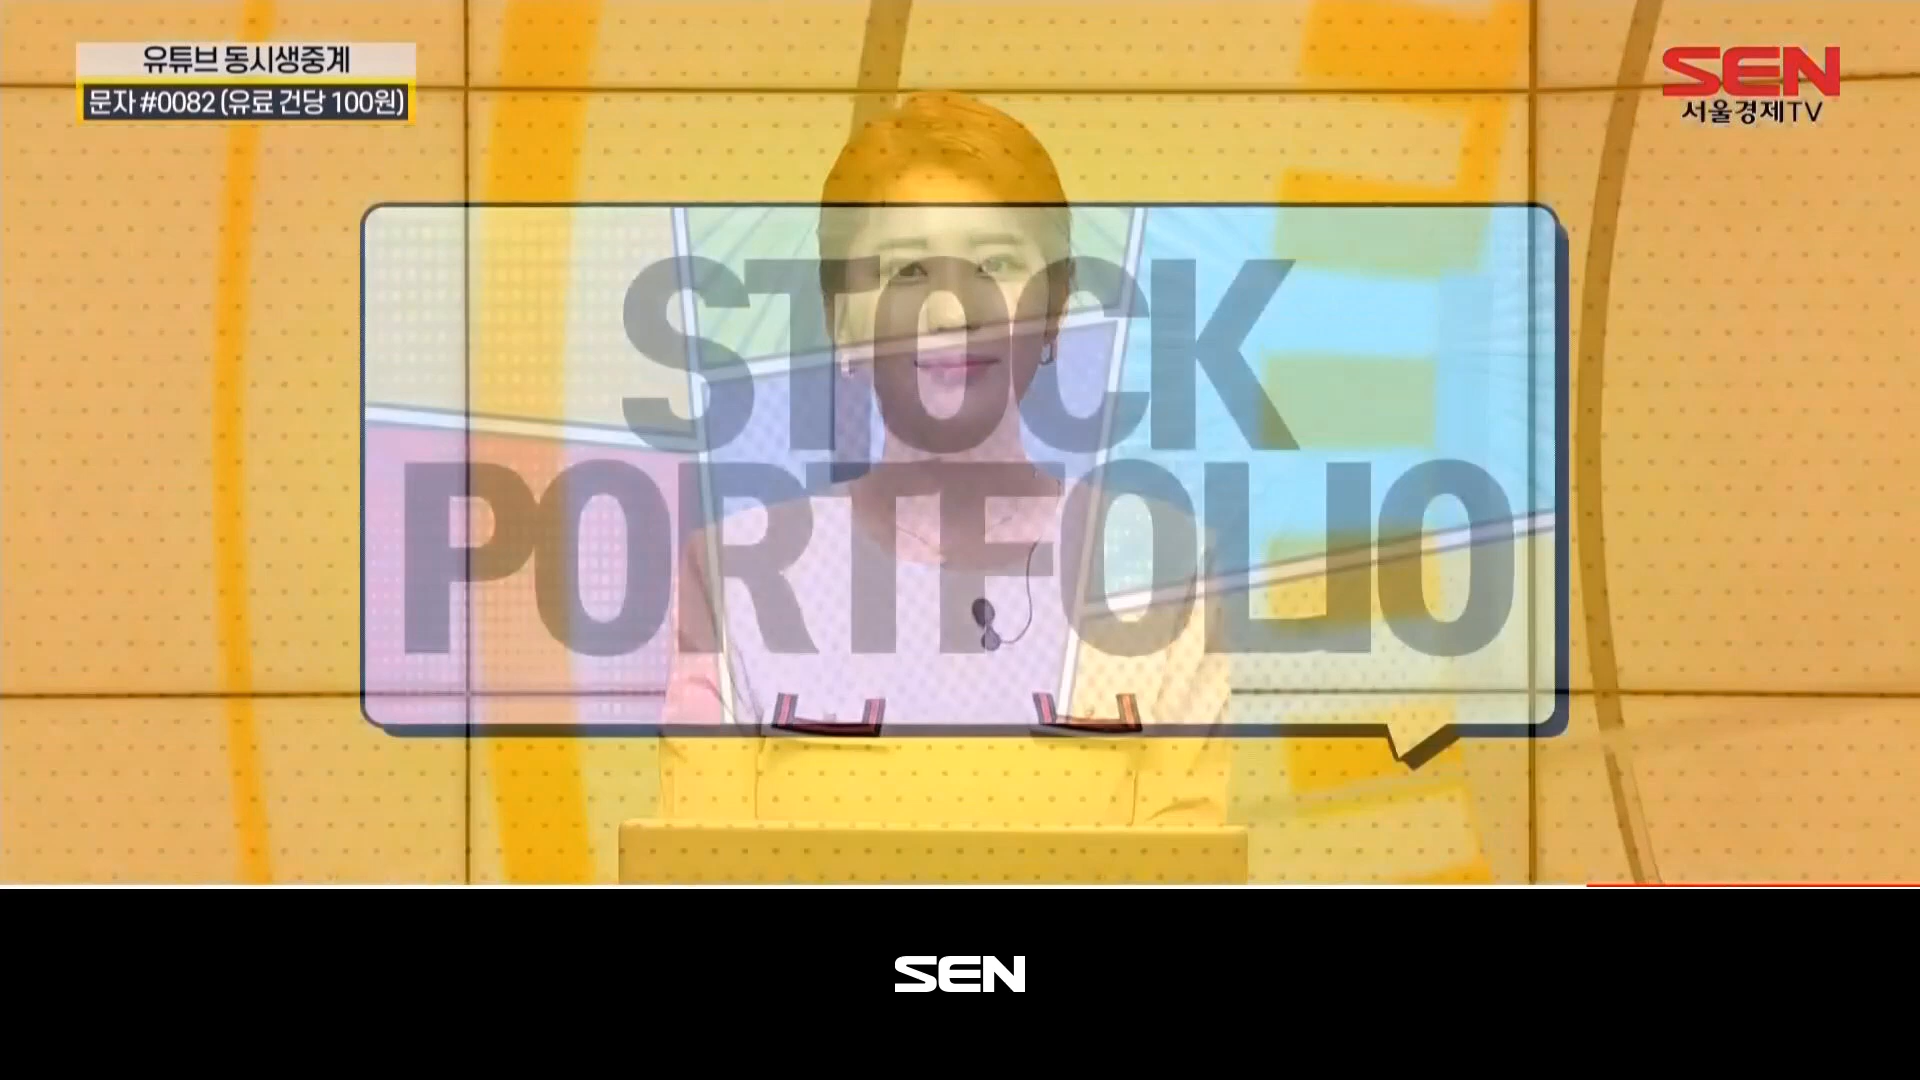 유튜브 동시생중계
문자 #0082 (유료 건당 100원)
SEN
서울경제TV
STOCK
PORTFOLIO
SEN